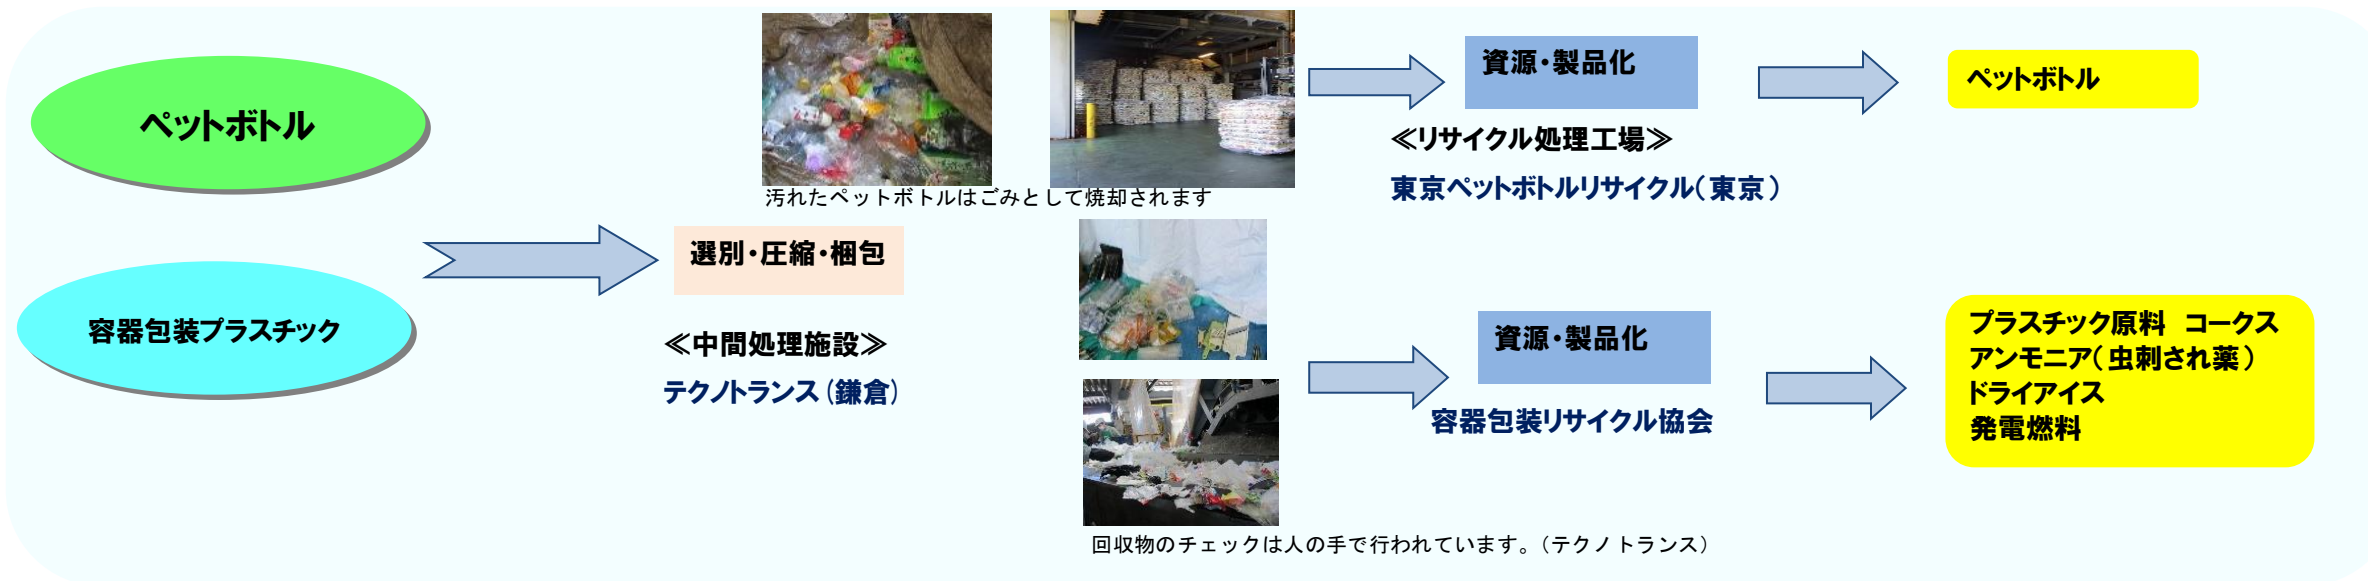 ペットボトル
容器包装プラスチック
選別・圧縮・梱包
≪中間処理施設≫
テクノトランス(鎌倉)
汚れたペットボトルはごみとして焼却されます
資源・製品化
≪リサイクル処理工場≫
東京ペットボトルリサイクル(東京)
ペットボトル
資源・製品化
容器包装リサイクル協会
プラスチック原料　コークス
アンモニア(虫刺され薬)
ドライアイス
発電燃料
回収物のチェックは人の手で行われています。(テクノトランス)